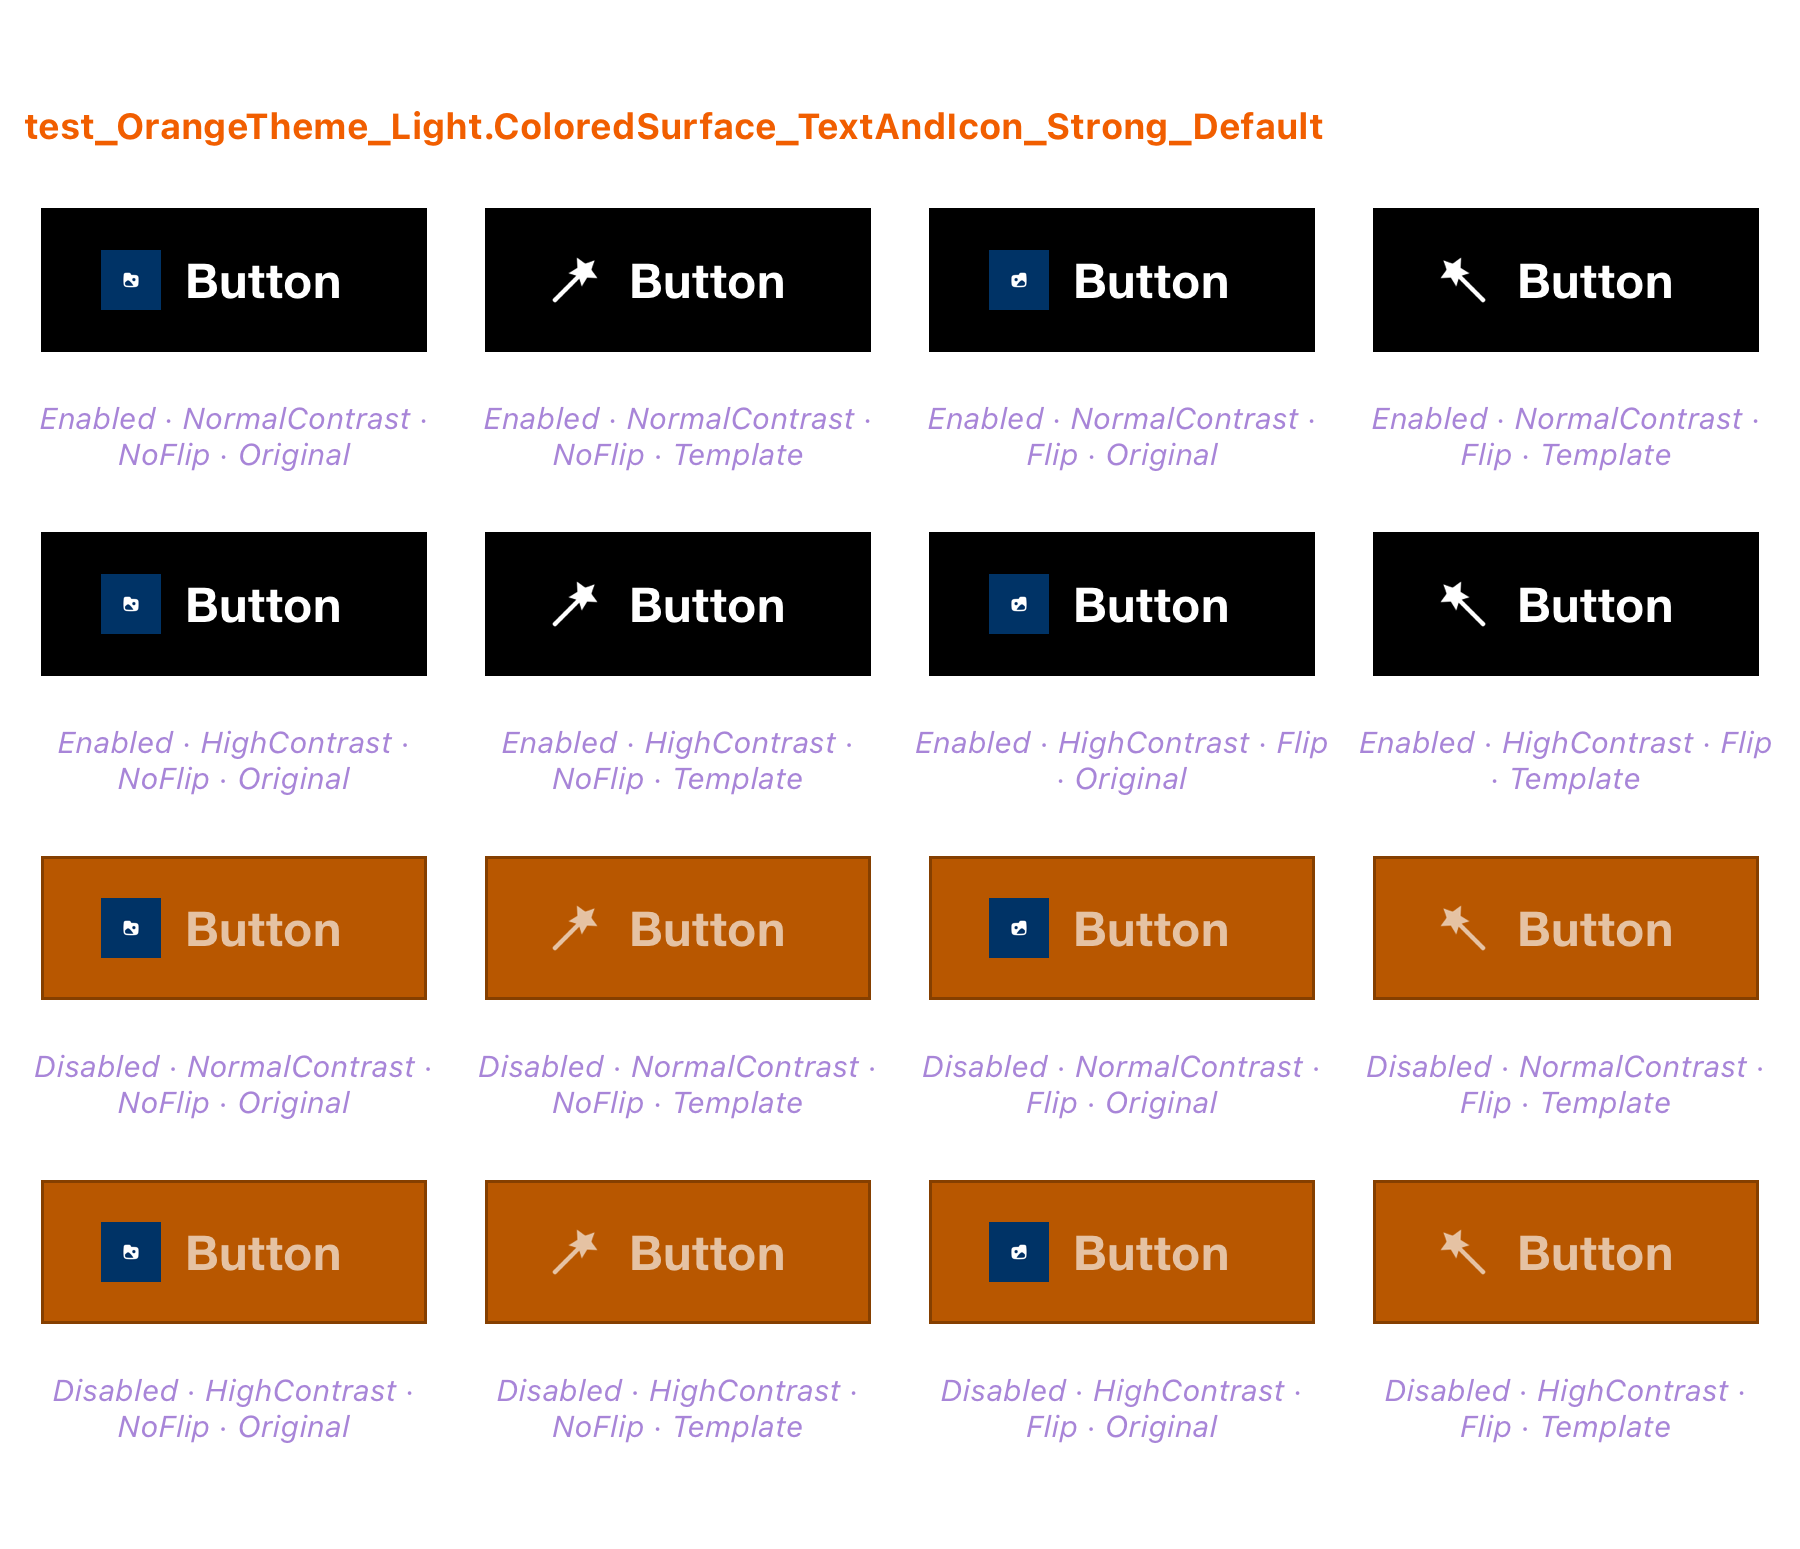 test_OrangeTheme_Light.ColoredSurface_TextAndIcon_Strong_Default
Button Button Button Button
Enabled · NormalContrast · Enabled · NormalContrast · Enabled · NormalContrast · Enabled · NormalContrast ·
NoFlip · Original NoFlip · Template Flip · Original Flip · Template
Button Button Button Button
Enabled · HighContrast · Enabled · HighContrast · Enabled · HighContrast · Flip Enabled · HighContrast · Flip
NoFlip · Original NoFlip · Template · Original · Template
Button Button Button Button
Disabled · NormalContrast · Disabled · NormalContrast · Disabled · NormalContrast · Disabled · NormalContrast ·
NoFlip · Original NoFlip · Template Flip · Original Flip · Template
Button Button Button Button
Disabled · HighContrast · Disabled · HighContrast · Disabled · HighContrast · Disabled · HighContrast ·
NoFlip · Original NoFlip · Template Flip · Original Flip · Template